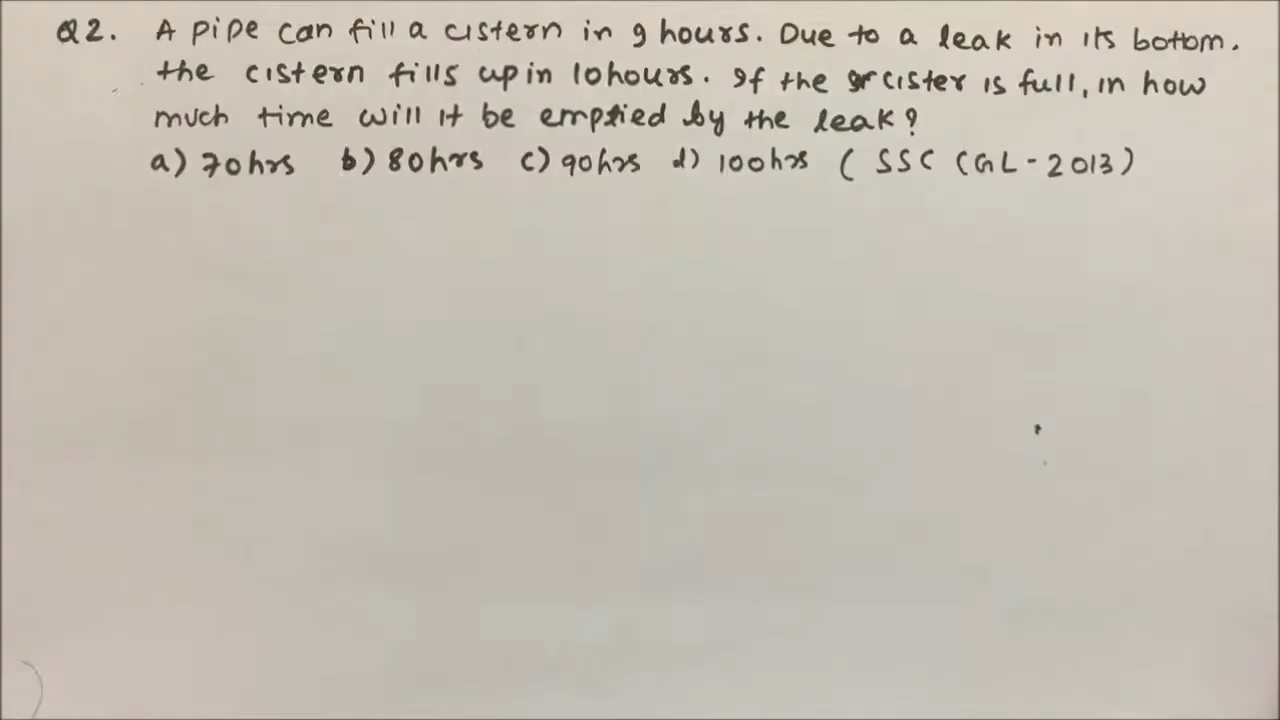 Q2. A pipe can fill a cistern in 9 hours. Due to a leak in its bottom.
the cistern fills up in 10 hours. If the cister is full, in how
much time will it be emptied by the leak?
a) 70hrs b) 80hrs c) 90hrs d) 100hrs ( SSC CGL - 2013)